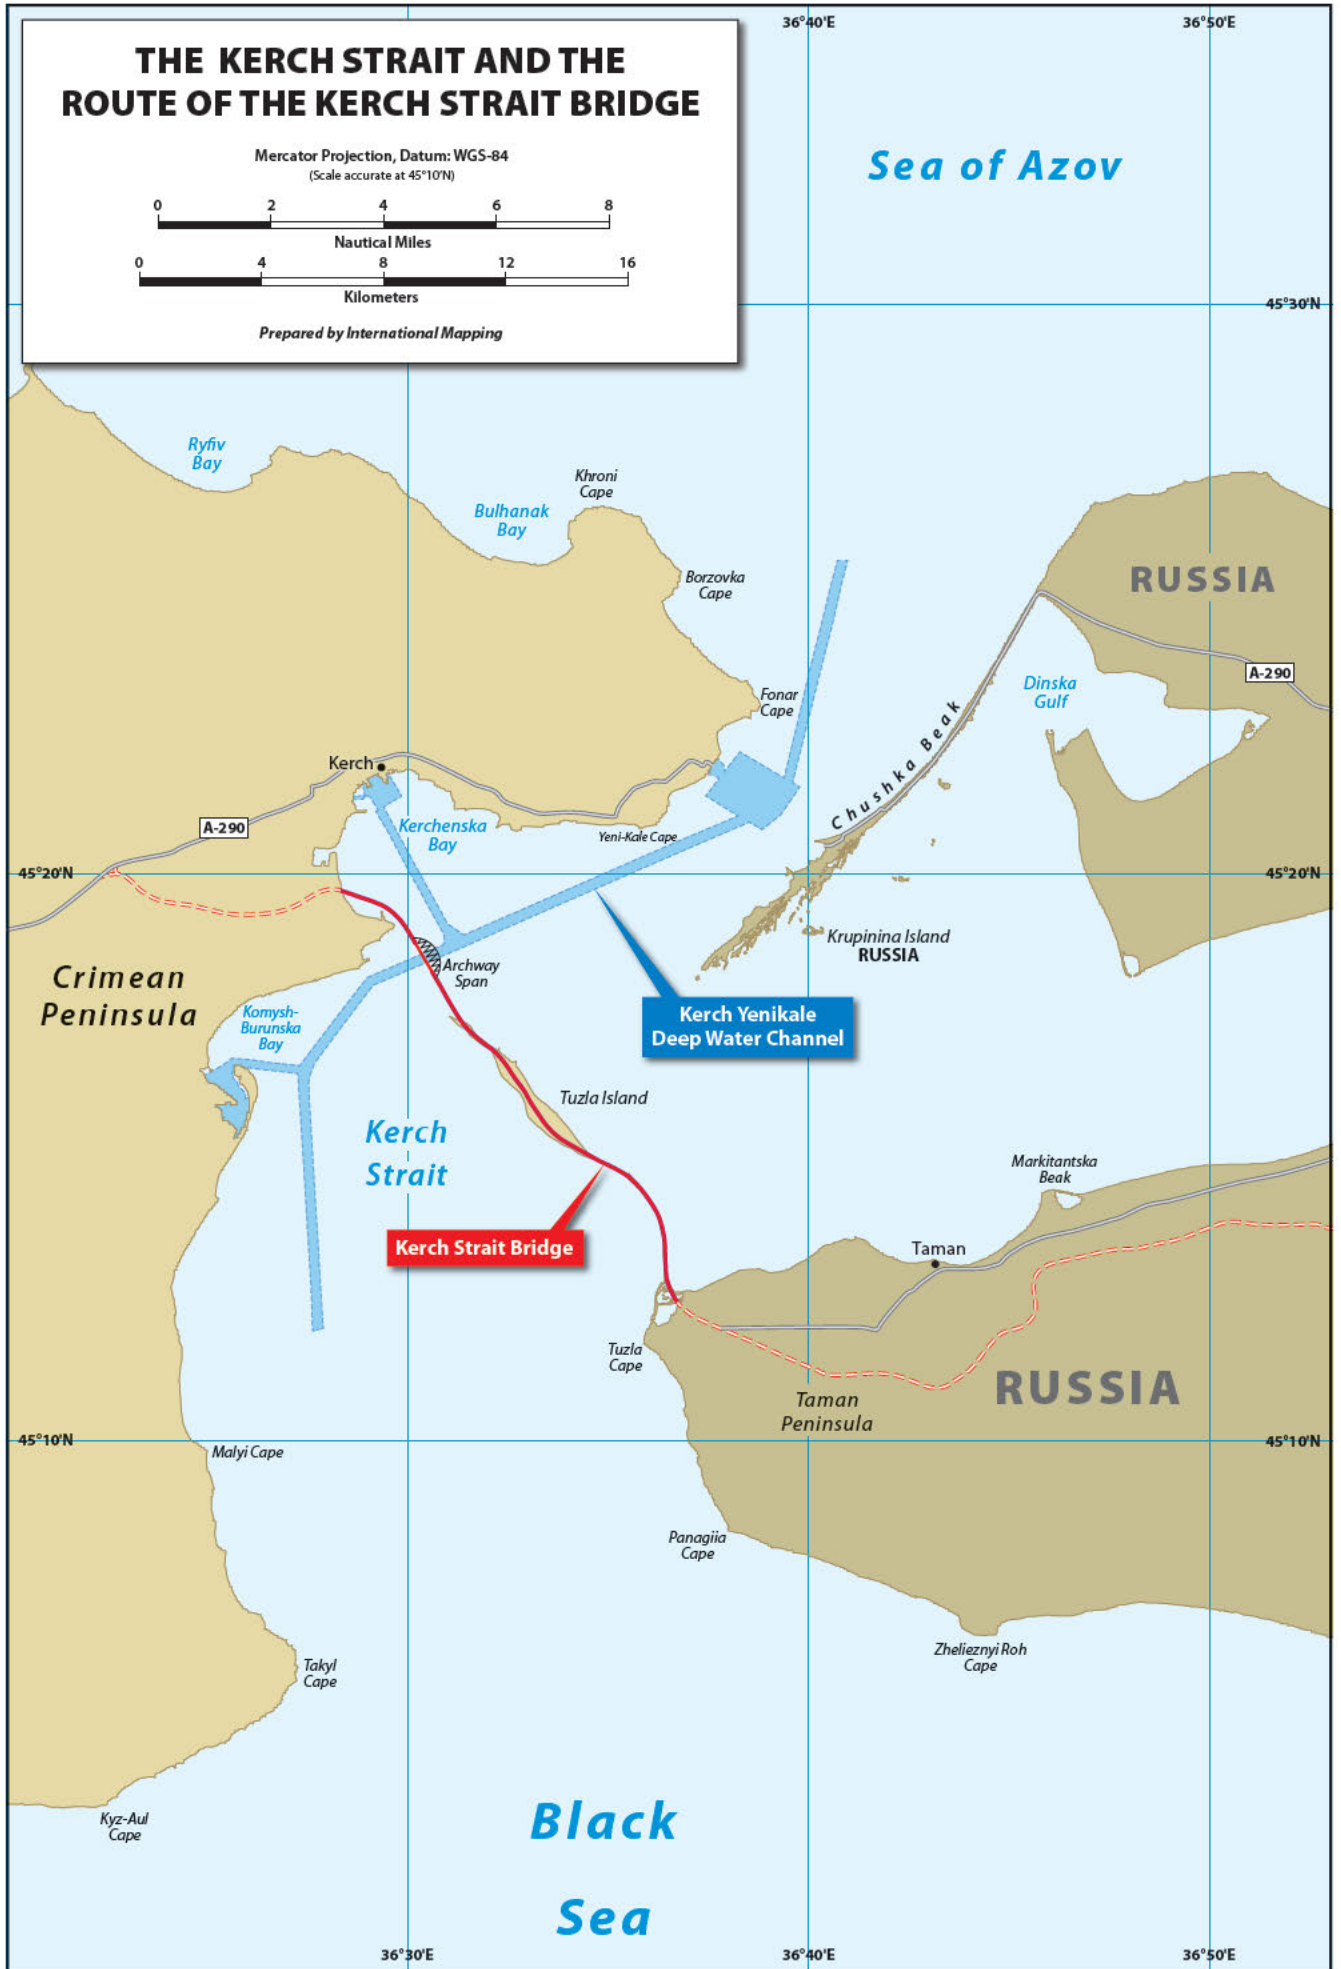 36°40'E
36°50'E
THE KERCH STRAIT AND THE
ROUTE OF THE KERCH STRAIT BRIDGE
Mercator Projection, Datum: WGS-84
(Scale accurate at 45°10'N)
0 2 4 6 8
Nautical Miles
0 4 8 12 16
Kilometers
Prepared by International Mapping
Sea of Azov
45°30'N
Ryfiv
Bay
Khroni
Cape
Bulhanak
Bay
Borzovka
Cape
RUSSIA
A-290
Fonar
Cape
Dinska
Gulf
Chushka Beak
Kerch
A-290
Kerchenska
Bay
Yeni-Kale Cape
45°20'N
45°20'N
Krupinina Island
RUSSIA
Archway
Span
Crimean
Peninsula
Komysh-
Burunska
Bay
Kerch Yenikale
Deep Water Channel
Tuzla Island
Kerch
Strait
Markitantska
Beak
Kerch Strait Bridge
Taman
Tuzla
Cape
RUSSIA
Taman
Peninsula
45°10'N
45°10'N
Malyi Cape
Panagiia
Cape
Zhelieznyi Roh
Cape
Takyl
Cape
Kyz-Aul
Cape
Black
Sea
36°30'E
36°40'E
36°50'E